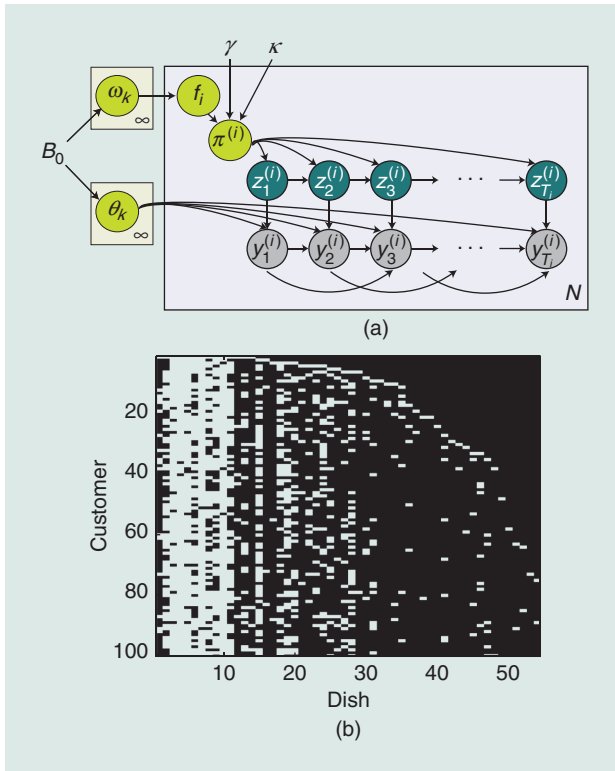 γ κ
ω_k ∞ f_i
π^(i)
B_0
θ_k ∞
z_1^(i) z_2^(i) z_3^(i) ··· z_{T_i}^(i)
y_1^(i) y_2^(i) y_3^(i) ··· y_{T_i}^(i)
N
(a)
20
40
60
80
100
Customer
10 20 30 40 50
Dish
(b)